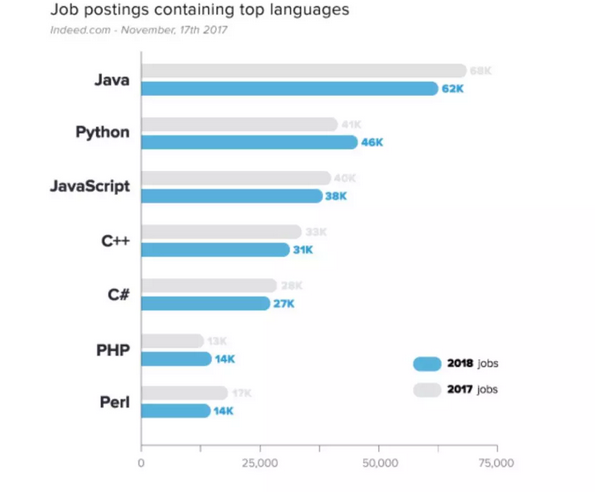 Job postings containing top languages
Indeed.com - November, 17th 2017
Java
68K
62K
Python
41K
46K
JavaScript
40K
38K
C++
33K
31K
C#
28K
27K
PHP
13K
14K
Perl
17K
14K
2018 jobs
2017 jobs
0 25,000 50,000 75,000